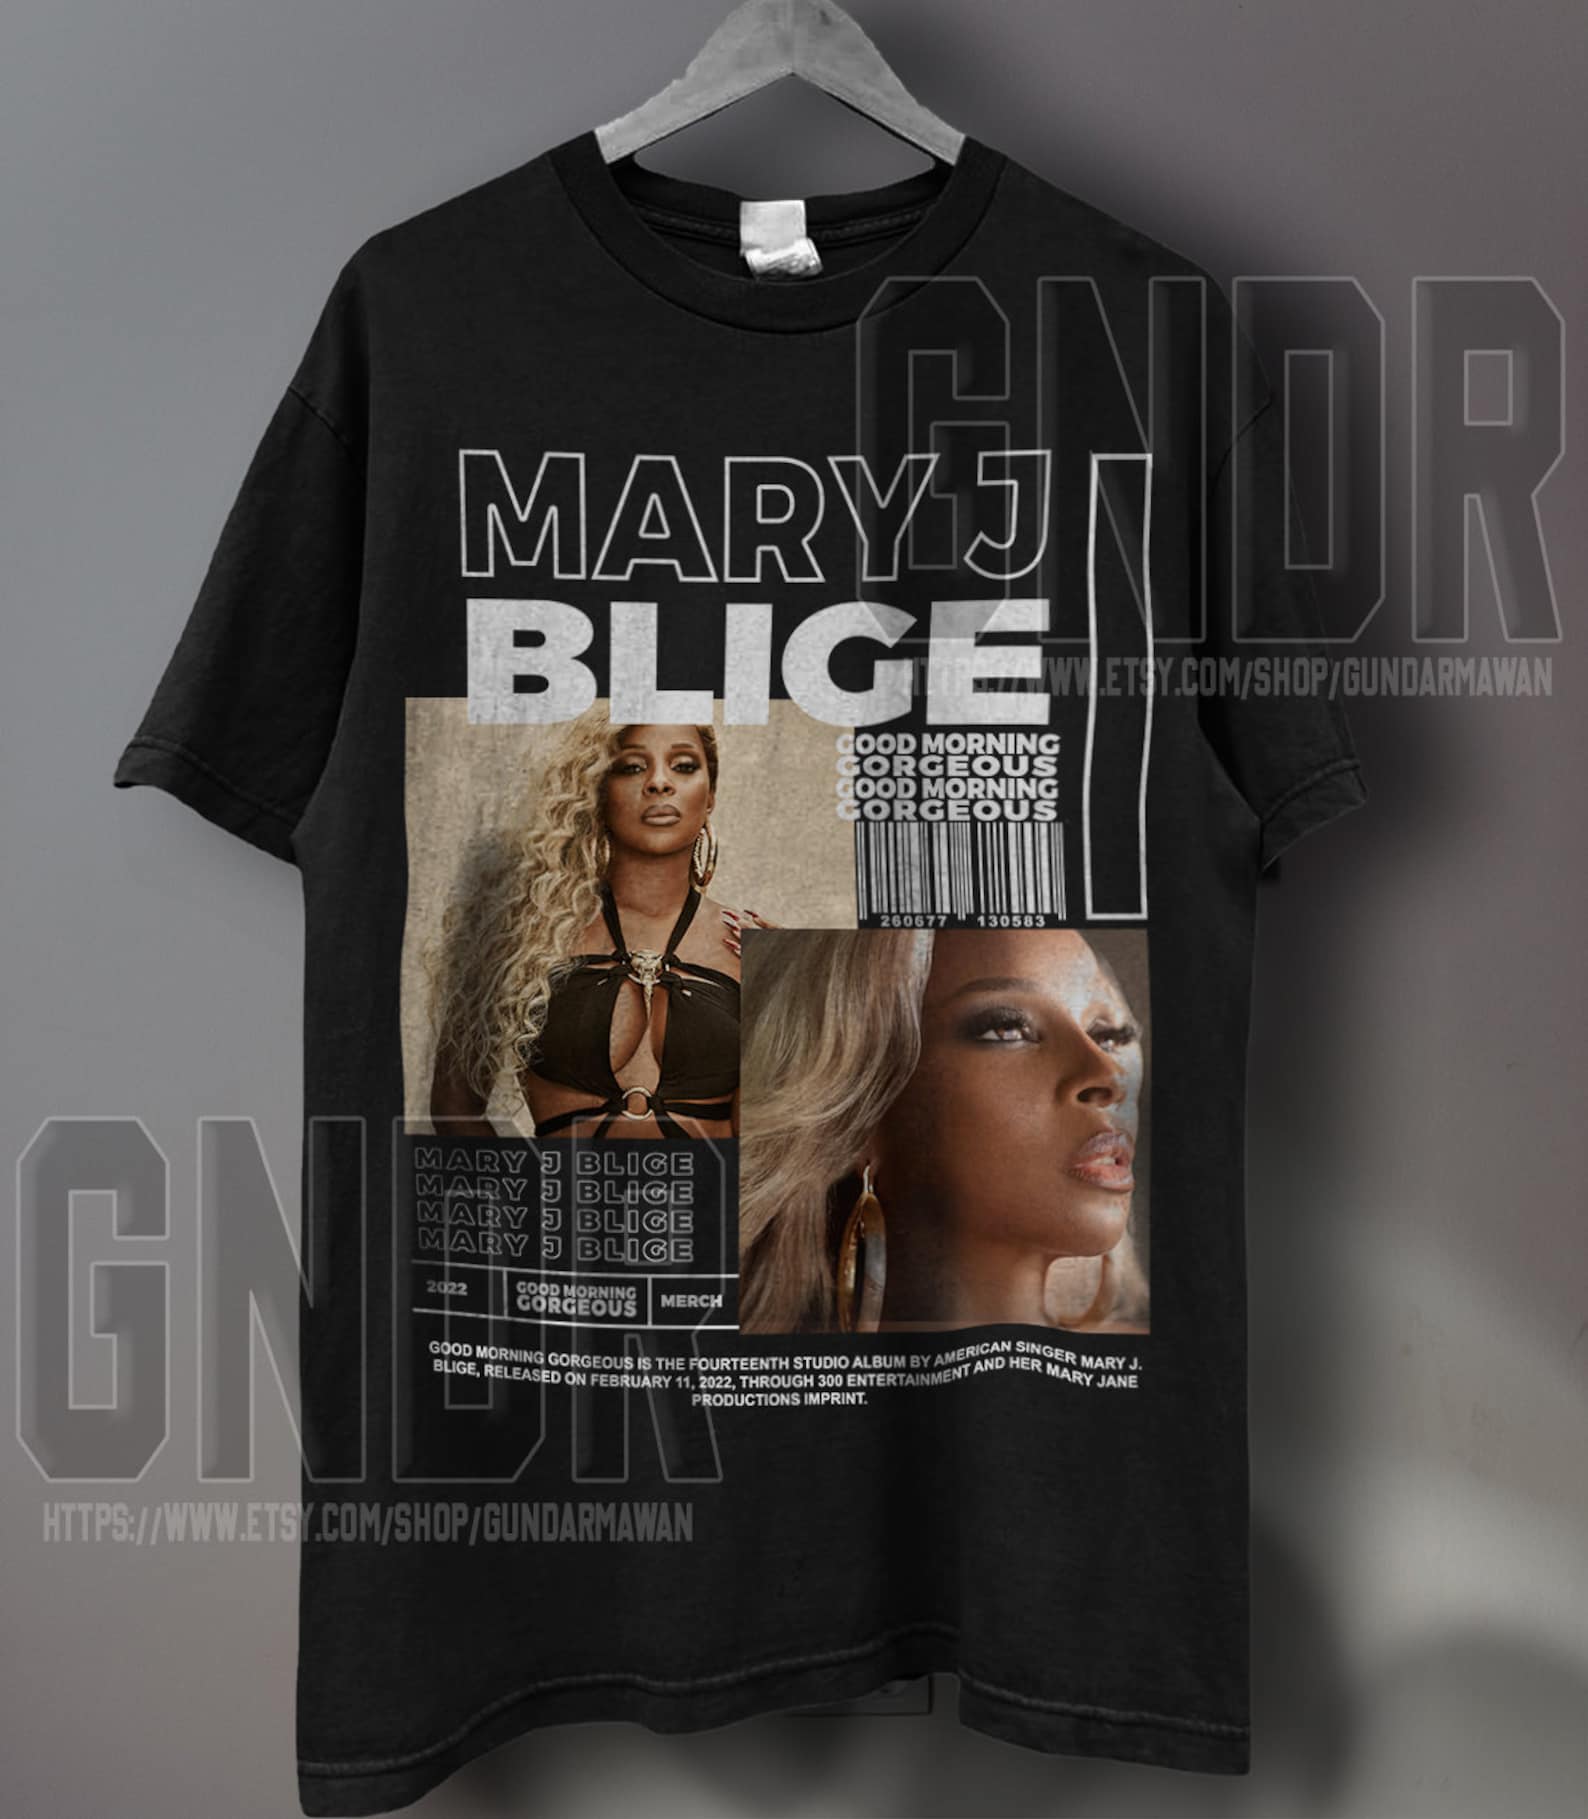 GNDR
HTTPS://WWW.ETSY.COM/SHOP/GUNDARMAWAN
MARY J
BLIGE
GOOD MORNING
GORGEOUS
GOOD MORNING
GORGEOUS
260677 130583
MARY J BLIGE
MARY J BLIGE
MARY J BLIGE
MARY J BLIGE
2022
GOOD MORNING
GORGEOUS
MERCH
GOOD MORNING GORGEOUS IS THE FOURTEENTH STUDIO ALBUM BY AMERICAN SINGER MARY J.
BLIGE, RELEASED ON FEBRUARY 11, 2022, THROUGH 300 ENTERTAINMENT AND HER MARY JANE
PRODUCTIONS IMPRINT.
GNDR
HTTPS://WWW.ETSY.COM/SHOP/GUNDARMAWAN